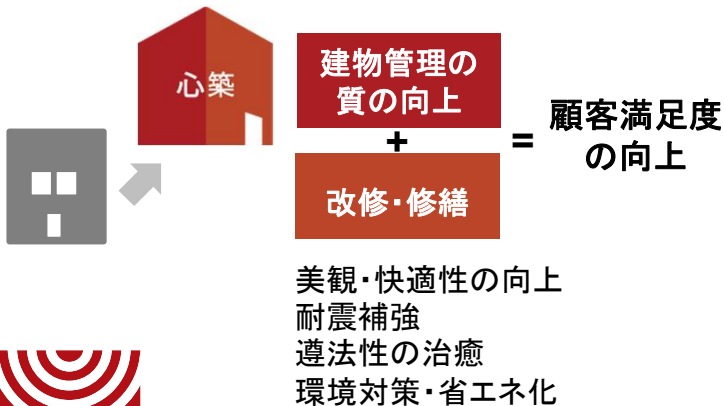 心築
建物管理の
質の向上
+
改修・修繕
=
顧客満足度
の向上
美観・快適性の向上
耐震補強
遵法性の治癒
環境対策・省エネ化